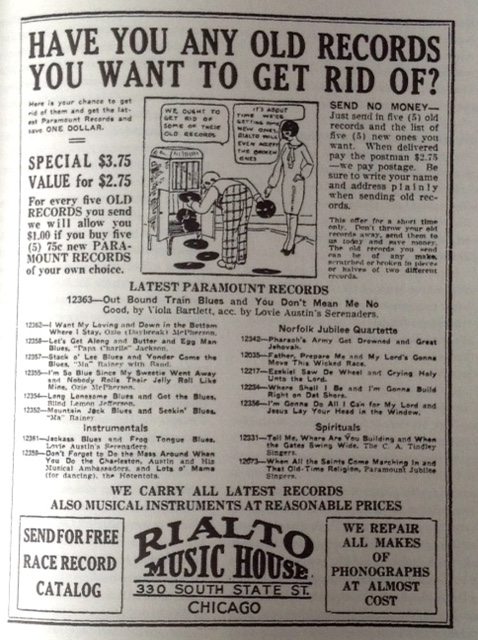 HAVE YOU ANY OLD RECORDS
YOU WANT TO GET RID OF?
Here is your chance to get
rid of them and get the lat-
est Paramount Records and
save ONE DOLLAR.
SPECIAL $3.75
VALUE for $2.75
For every five OLD
RECORDS you send
we will allow you
$1.00 if you buy five
(5) 75c new PARA-
MOUNT RECORDS
of your own choice.
WE OUGHT TO
GET RID OF
SOME OF THESE
OLD RECORDS
IT'S ABOUT
TIME WE'RE
GETTING SOME
NEW ONES.
RIALTO WILL
EVEN ACCEPT
THE BROKEN
ONES
SEND NO MONEY—
Just send in five (5) old
records and the list of
five (5) new ones you
want. When delivered
pay the postman $2.75
—we pay postage. Be
sure to write your name
and address plainly
when sending old rec-
ords.
This offer for a short time
only. Don't throw your old
records away, send them to
us today and save money.
The old records you send
can be of any make,
scratched or broken in pieces
or halves of two different
records.
LATEST PARAMOUNT RECORDS
12363—Out Bound Train Blues and You Don't Mean Me No
Good, by Viola Bartlett, acc. by Lovie Austin's Serenaders.
12362—I Want My Loving and Down in the Bottom
Where I Stay, Ozie (Daybreak) McPherson.
12358—Let's Get Along and Butter and Egg Man
Blues, "Papa Charlie" Jackson.
12357—Stack o' Lee Blues and Yonder Come the
Blues, "Ma" Rainey with Band.
12355—I'm So Blue Since My Sweetie Went Away
and Nobody Rolls Their Jelly Roll Like
Mine, Ozie McPherson.
12354—Long Lonesome Blues and Got the Blues,
Blind Lemon Jefferson.
12352—Mountain Jack Blues and Seekin' Blues,
"Ma" Rainey
Instrumentals
12361—Jackass Blues and Frog Tongue Blues,
Lovie Austin's Serenaders.
12359—Don't Forget to Do the Mess Around When
You Do the Charleston, Austin and His
Musical Ambassadors, and Lots o' Mama
(for dancing), the Hotentots.
Norfolk Jubilee Quartette
12342—Pharaoh's Army Got Drowned and Great
Jehovah.
12035—Father, Prepare Me and My Lord's Gonna
Move This Wicked Race.
12217—Ezekiel Saw De Wheel and Crying Holy
Unto the Lord.
12234—Where Shall I Be and I'm Gonna Build
Right on Dat Shore.
12356—I'm Gonna Do All I Can for My Lord and
Jesus Lay Your Head in the Window.
Spirituals
12331—Tell Me, Where Are You Building and When
the Gates Swing Wide, The C. A. Tindley
Singers.
12073—When All the Saints Come Marching In and
That Old-Time Religion, Paramount Jubilee
Singers.
WE CARRY ALL LATEST RECORDS
ALSO MUSICAL INSTRUMENTS AT REASONABLE PRICES
SEND FOR FREE
RACE RECORD
CATALOG
RIALTO
MUSIC HOUSE
330 SOUTH STATE ST.
CHICAGO
WE REPAIR
ALL MAKES
OF
PHONOGRAPHS
AT ALMOST
COST